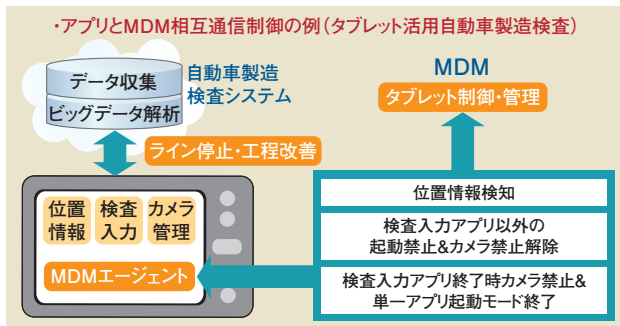 ・アプリとMDM相互通信制御の例（タブレット活用自動車製造検査）
データ収集
ビッグデータ解析
自動車製造
検査システム
MDM
タブレット制御・管理
ライン停止・工程改善
位置
情報
検査
入力
カメラ
管理
MDMエージェント
位置情報検知
検査入力アプリ以外の
起動禁止&カメラ禁止解除
検査入力アプリ終了時カメラ禁止&
単一アプリ起動モード終了